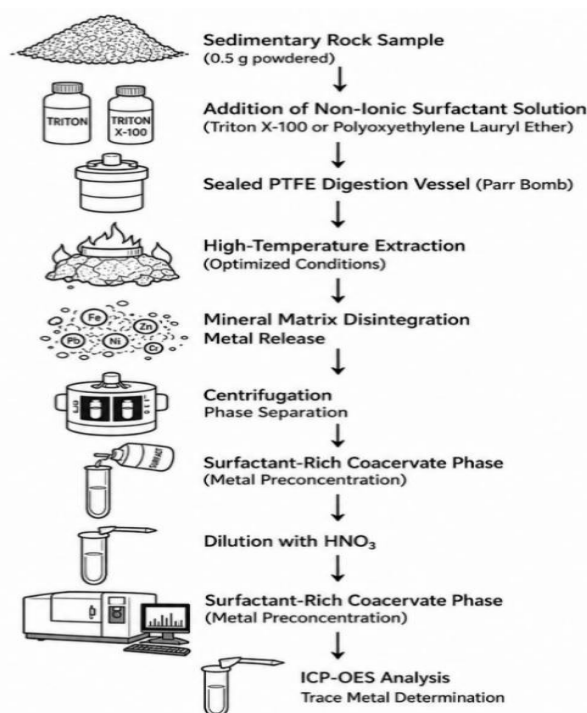 Sedimentary Rock Sample
(0.5 g powdered)
TRITON
TRITON
X-100
Addition of Non-Ionic Surfactant Solution
(Triton X-100 or Polyoxyethylene Lauryl Ether)
Sealed PTFE Digestion Vessel (Parr Bomb)
High-Temperature Extraction
(Optimized Conditions)
Fe
Zn
Pb
Ni
Cr
Mineral Matrix Disintegration
Metal Release
Centrifugation
Phase Separation
Surfactant-Rich Coacervate Phase
(Metal Preconcentration)
Dilution with HNO₃
Surfactant-Rich Coacervate Phase
(Metal Preconcentration)
ICP-OES Analysis
Trace Metal Determination